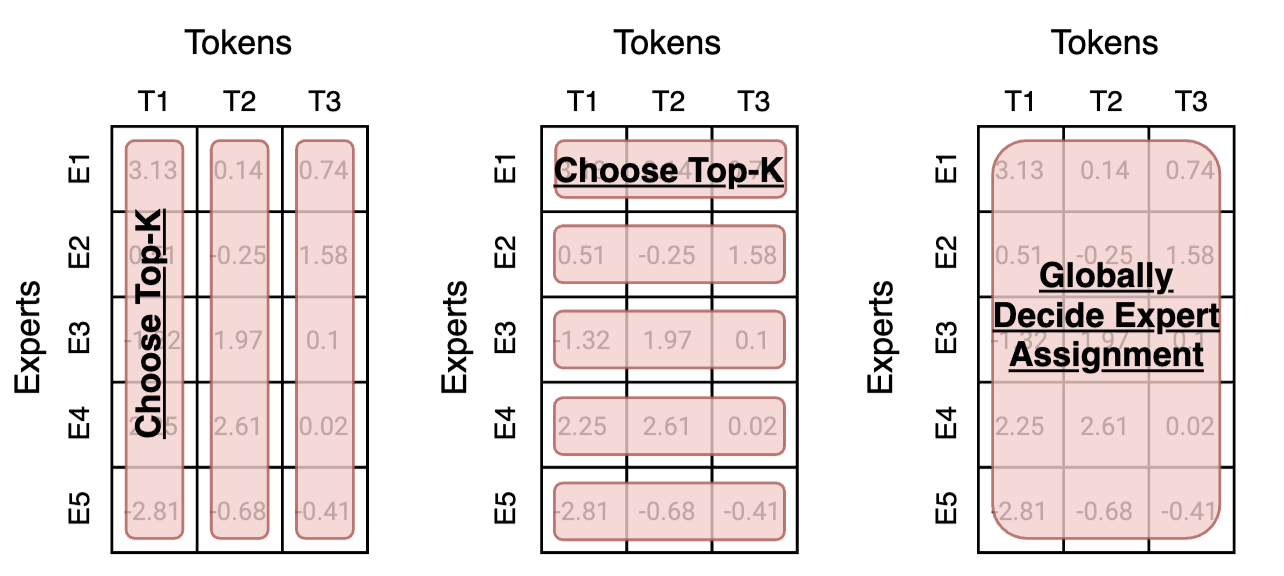 Tokens
T1 T2 T3
Experts
E1 3.13 0.14 0.74
E2 -0.25 1.58
E3 1.97 0.1
E4 2.61 0.02
E5 -2.81 -0.68 -0.41
Choose Top-K
Tokens
T1 T2 T3
Experts
E1
Choose Top-K
E2 0.51 -0.25 1.58
E3 -1.32 1.97 0.1
E4 2.25 2.61 0.02
E5 -2.81 -0.68 -0.41
Tokens
T1 T2 T3
Experts
E1 3.13 0.14 0.74
E2 0.51 -0.25 1.58
E3
E4 2.25 2.61 0.02
E5 -2.81 -0.68 -0.41
Globally
Decide Expert
Assignment